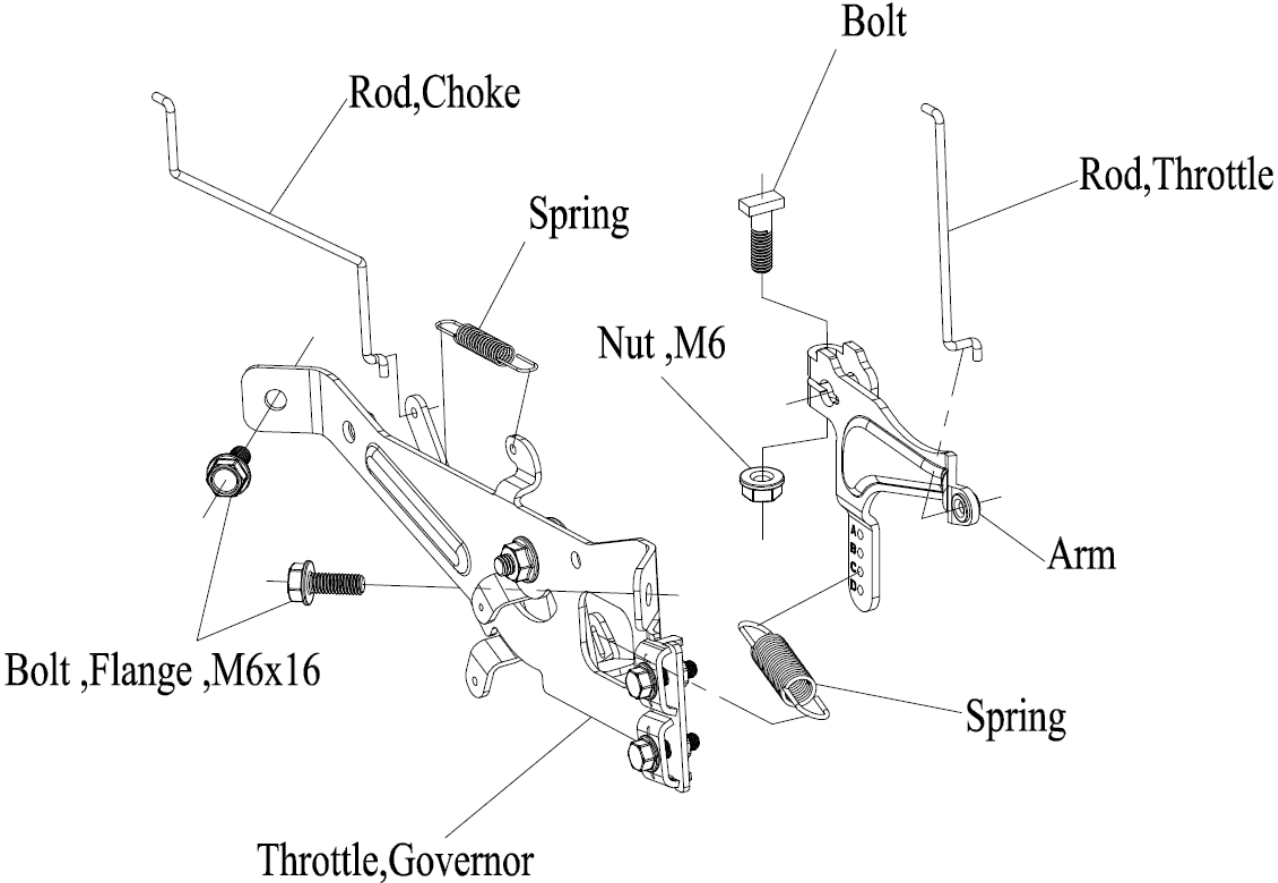 Bolt
Rod,Choke
Rod,Throttle
Spring
Nut ,M6
A
B
C
D
Arm
Bolt ,Flange ,M6x16
Spring
Throttle,Governor